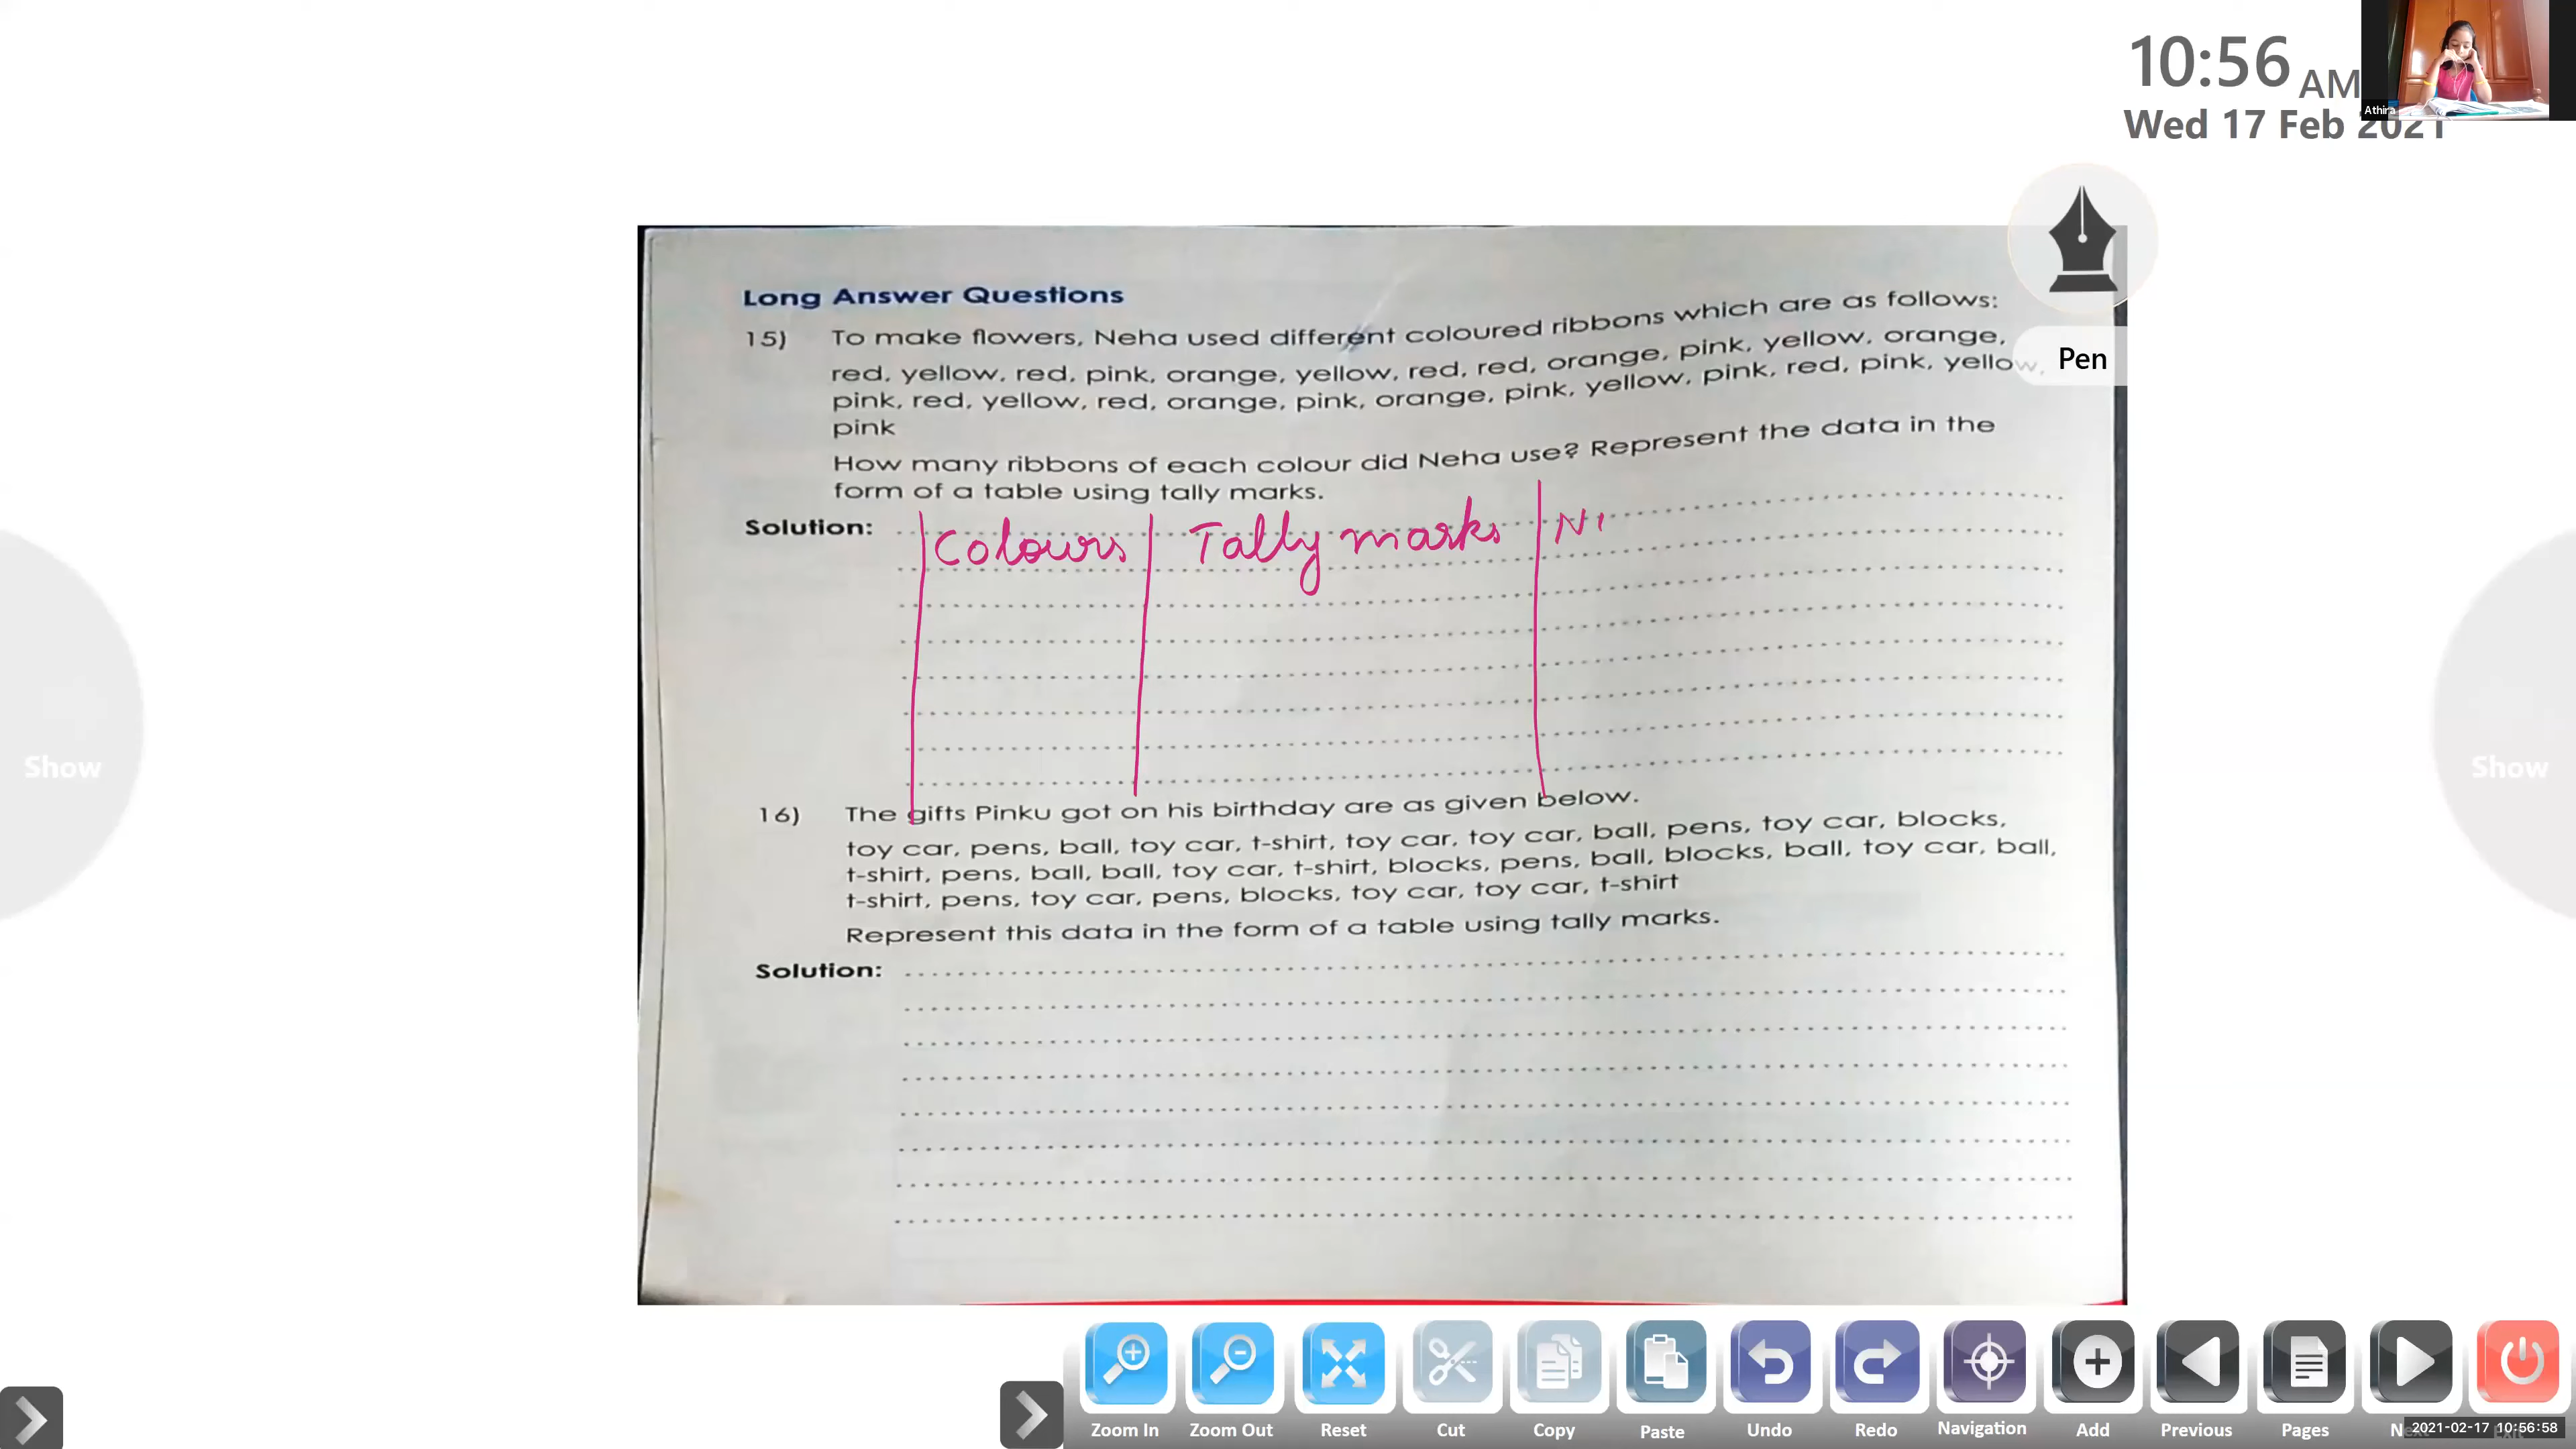 10:56 AM
Athira
Wed 17 Feb 2021
Long Answer Questions
15) To make flowers, Neha used different coloured ribbons which are as follows:
red, yellow, red, pink, orange, yellow, red, red, orange, pink, yellow, orange,
pink, red, yellow, red, orange, pink, orange, pink, yellow, pink, red, pink, yellow,
pink
Pen
How many ribbons of each colour did Neha use? Represent the data in the
form of a table using tally marks.
Solution:
Colours Tally marks
16) The gifts Pinku got on his birthday are as given below.
toy car, pens, ball, toy car, t-shirt, toy car, toy car, ball, pens, toy car, blocks,
t-shirt, pens, ball, ball, toy car, t-shirt, blocks, pens, ball, blocks, ball, toy car, ball,
t-shirt, pens, toy car, pens, blocks, toy car, toy car, t-shirt
Represent this data in the form of a table using tally marks.
Solution:
Show
Show
Zoom In Zoom Out Reset Cut Copy Paste Undo Redo Navigation Add Previous Pages
2021-02-17 10:56:58